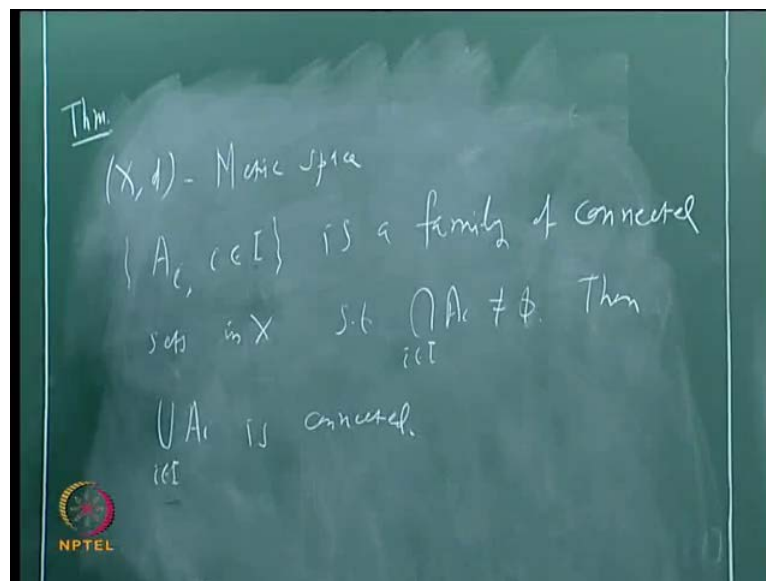 Thm.
(X, d) - Metric space
{ A_i, i∈I } is a family of connected
sets in X s.t. ⋂ A_i ≠ ϕ. Then
i∈I
⋃ A_i is connected.
i∈I
NPTEL